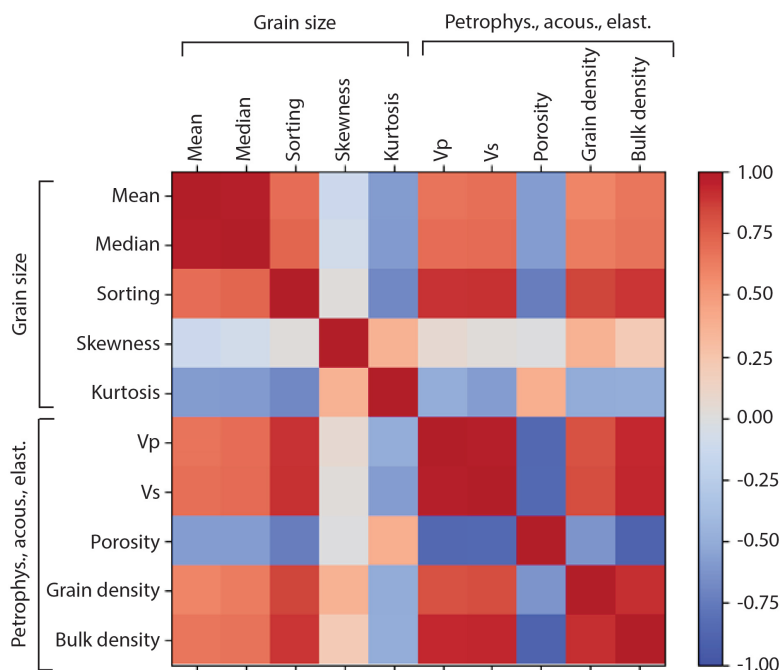 Grain size
Petrophys., acous., elast.
Mean
Median
Sorting
Skewness
Kurtosis
Vp
Vs
Porosity
Grain density
Bulk density
Grain size
Petrophys., acous., elast.
Mean
Median
Sorting
Skewness
Kurtosis
Vp
Vs
Porosity
Grain density
Bulk density
1.00
0.75
0.50
0.25
0.00
-0.25
-0.50
-0.75
-1.00